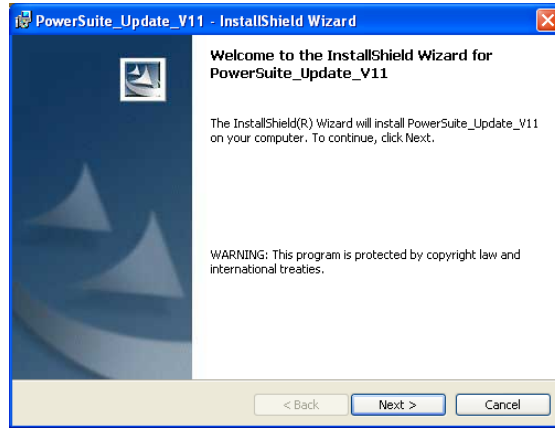 PowerSuite_Update_V11 - InstallShield Wizard
Welcome to the InstallShield Wizard for
PowerSuite_Update_V11
The InstallShield(R) Wizard will install PowerSuite_Update_V11
on your computer. To continue, click Next.
WARNING: This program is protected by copyright law and
international treaties.
< Back Next > Cancel